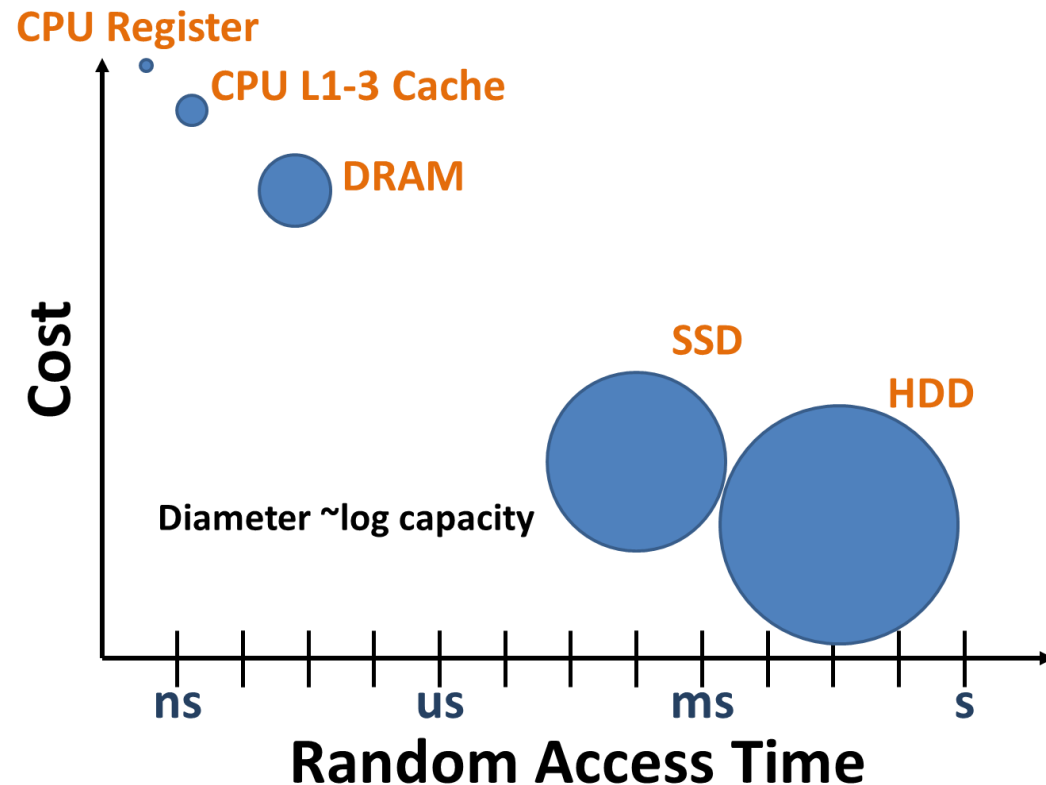 CPU Register
CPU L1-3 Cache
DRAM
SSD
HDD
Cost
Diameter ~log capacity
ns us ms s
Random Access Time